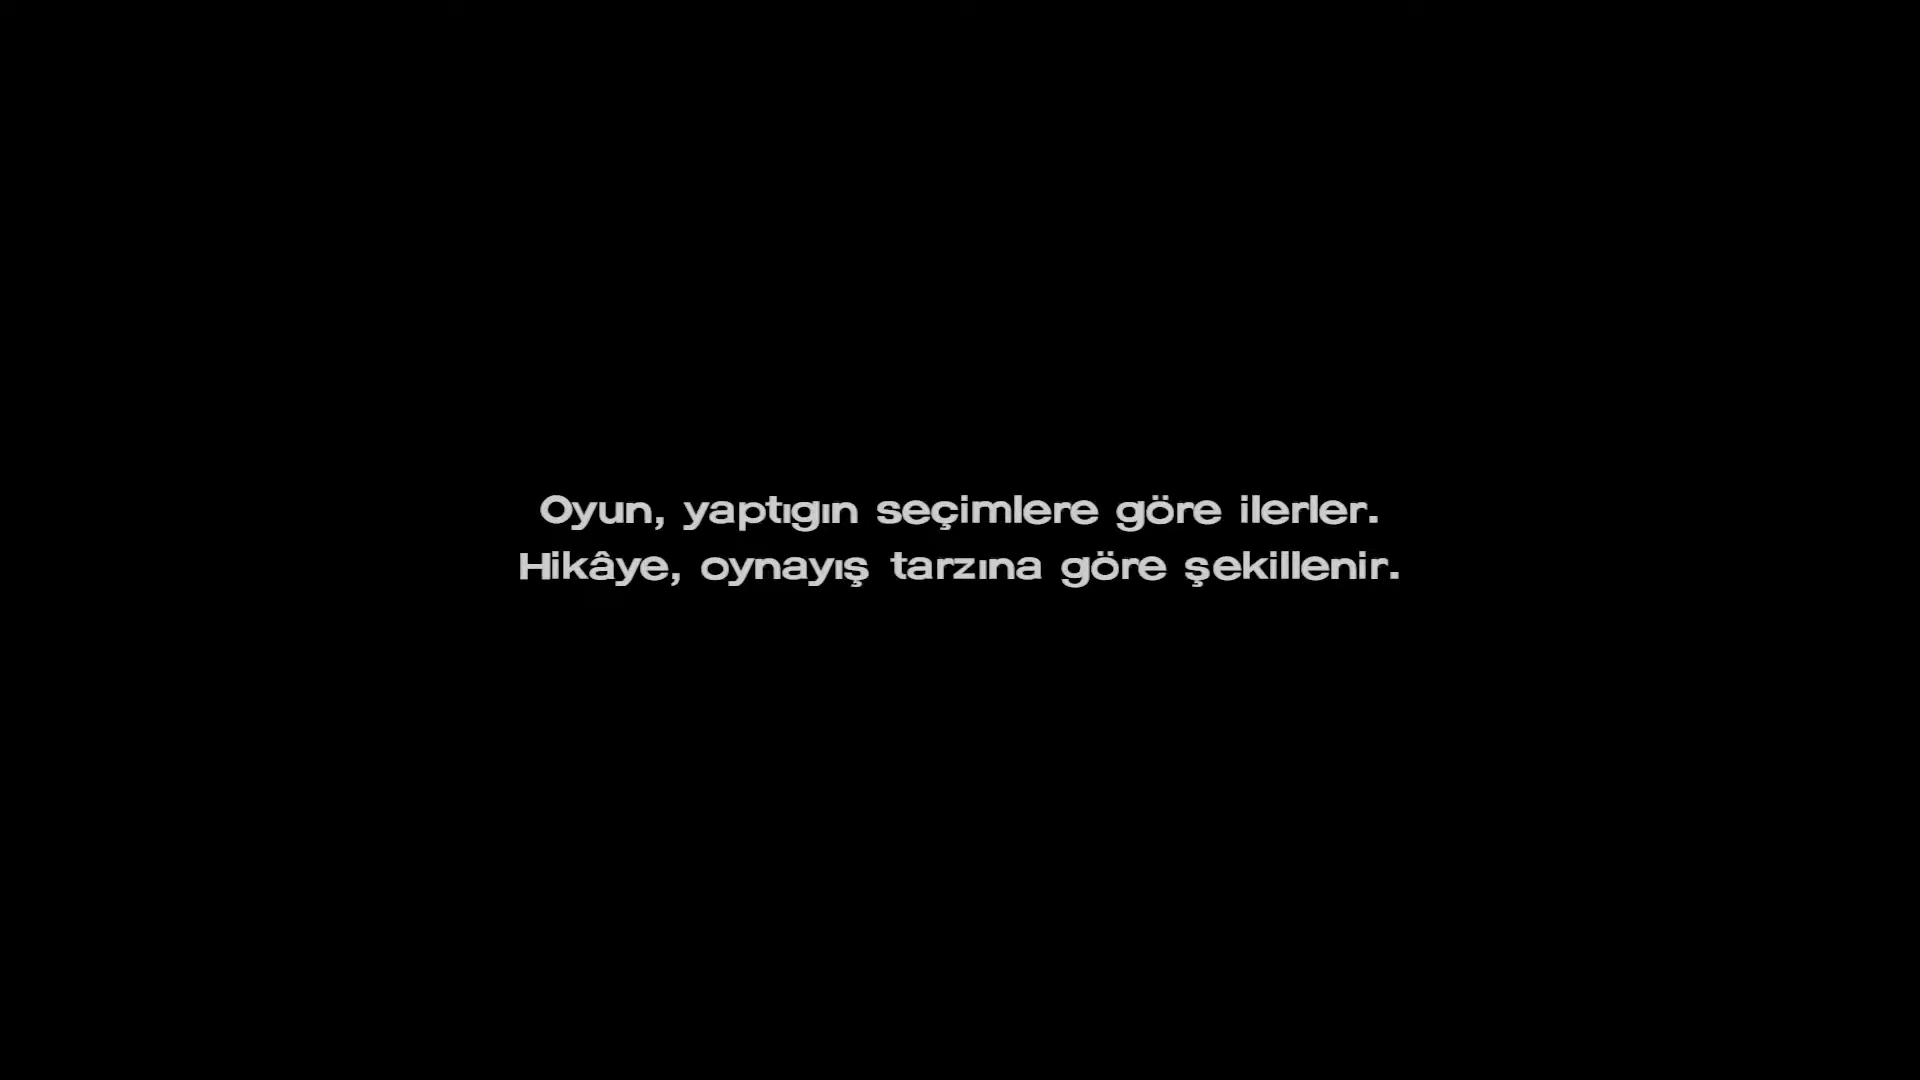 Oyun, yaptıgın seçimlere göre ilerler.
Hikâye, oynayış tarzına göre şekillenir.